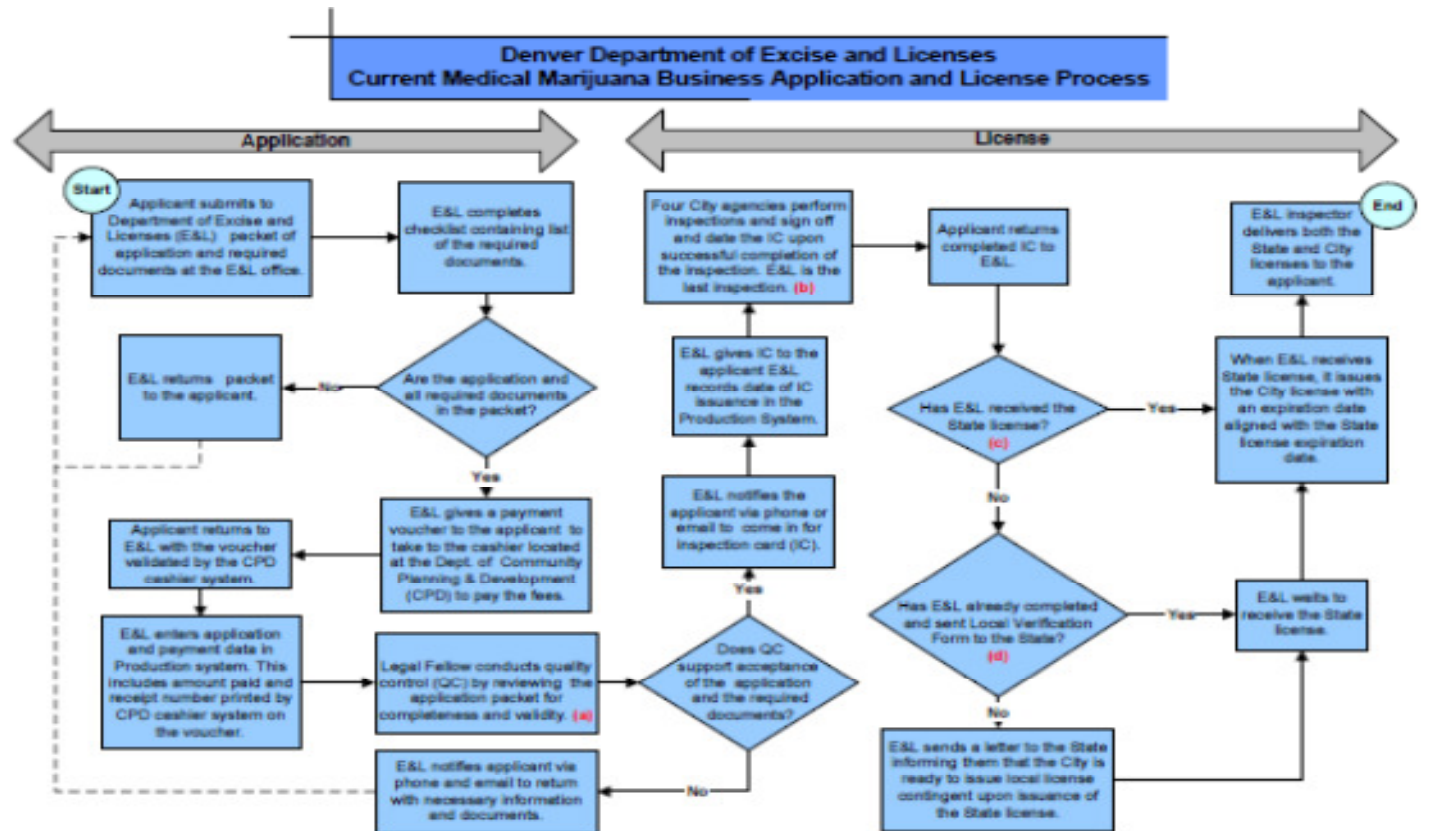 Denver Department of Excise and Licenses
Current Medical Marijuana Business Application and License Process
Application
License
Start
Applicant submits to
Department of Excise and
Licenses (E&L) packet of
application and required
documents at the E&L office.
E&L completes
checklist containing list
of the required
documents.
Are the application and
all required documents
in the packet?
No
E&L returns packet
to the applicant.
Yes
E&L gives a payment
voucher to the applicant to
take to the cashier located
at the Dept. of Community
Planning & Development
(CPD) to pay the fees.
Applicant returns to
E&L with the voucher
validated by the CPD
cashier system.
E&L enters application
and payment data in
Production system. This
includes amount paid and
receipt number printed by
CPD cashier system on
the voucher.
Legal Fellow conducts quality
control (QC) by reviewing the
application packet for
completeness and validity. (a)
Does QC
support acceptance
of the application
and the required
documents?
No
E&L notifies applicant via
phone and email to return
with necessary information
and documents.
Yes
E&L notifies the
applicant via phone or
email to come in for
inspection card (IC).
E&L gives IC to the
applicant E&L
records date of IC
issuance in the
Production System.
Four City agencies perform
inspections and sign off
and date the IC upon
successful completion of
the inspection. E&L is the
last inspection. (b)
Applicant returns
completed IC to
E&L.
Has E&L received the
State license?
(c)
Yes
No
Has E&L already completed
and sent Local Verification
Form to the State?
(d)
Yes
No
E&L sends a letter to the State
informing them that the City is
ready to issue local license
contingent upon issuance of
the State license.
E&L waits to
receive the State
license.
When E&L receives
State license, it issues
the City license with
an expiration date
aligned with the State
license expiration
date.
E&L inspector
delivers both the
State and City
licenses to the
applicant.
End